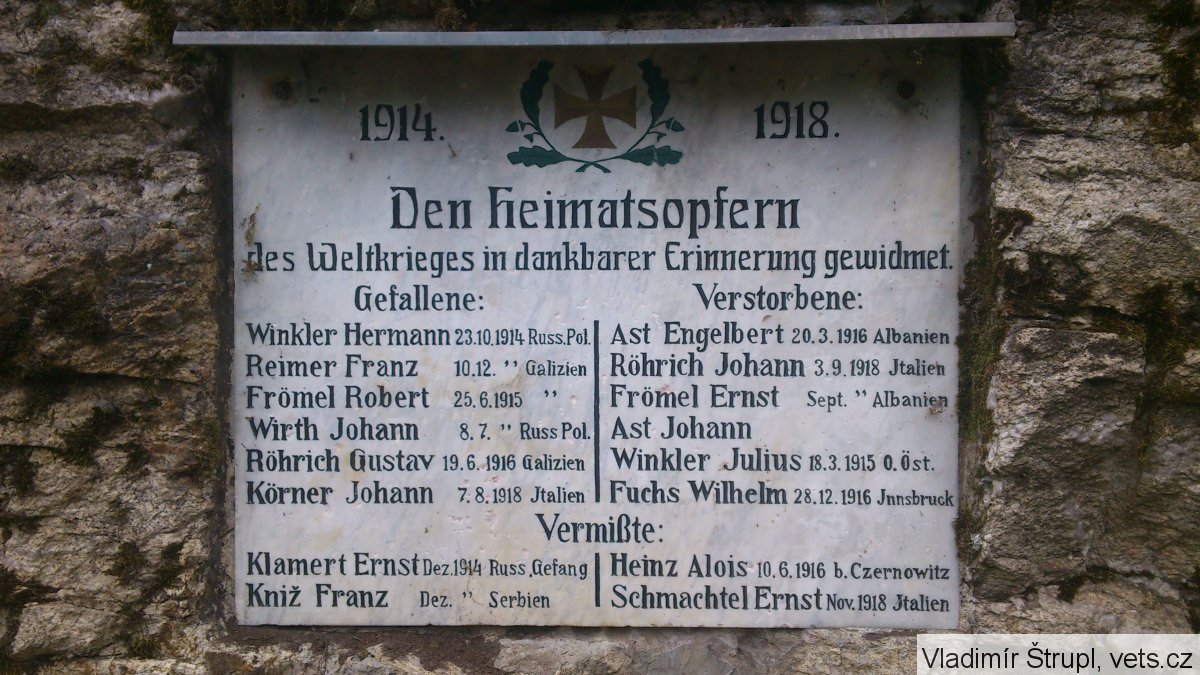 1914.
1918.
Den Heimatsopfern
des Weltkrieges in dankbarer Erinnerung gewidmet.
Gefallene:
Winkler Hermann 23.10.1914 Russ.Pol.
Reimer Franz 10.12. " Galizien
Frömel Robert 25.6.1915 "
Wirth Johann 8.7. " Russ Pol.
Röhrich Gustav 19.6.1916 Galizien
Körner Johann 7.8.1918 Jtalien
Verstorbene:
Ast Engelbert 20.3.1916 Albanien
Röhrich Johann 3.9.1918 Jtalien
Frömel Ernst Sept. " Albanien
Ast Johann
Winkler Julius 18.3.1915 O.Öst.
Fuchs Wilhelm 28.12.1916 Jnnsbruck
Vermißte:
Klamert Ernst Dez.1914 Russ.Gefang
Kniž Franz Dez. " Serbien
Heinz Alois 10.6.1916 b.Czernowitz
Schmachtel Ernst Nov.1918 Jtalien
Vladimír Štrupl, vets.cz